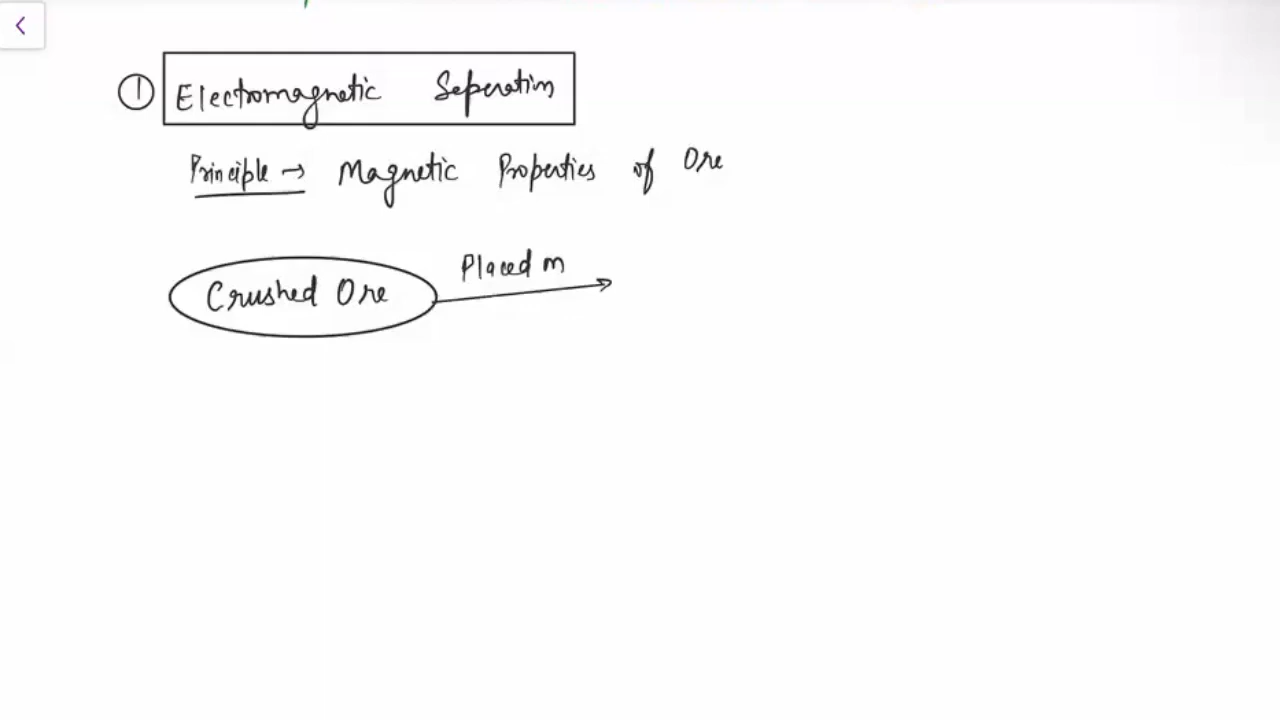 ① Electromagnetic Seperation
Principle → Magnetic Properties of Ore
Placed in
Crushed Ore